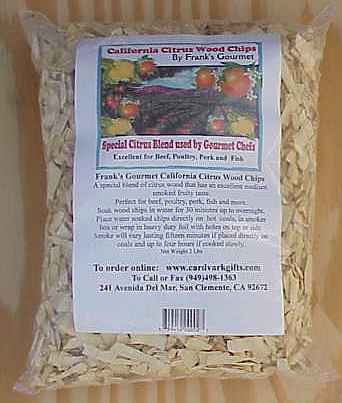 California Citrus Wood Chips
By Frank's Gourmet
Special Citrus Blend used by Gourmet Chefs
Excellent for Beef, Poultry, Pork and Fish
Frank's Gourmet California Citrus Wood Chips
A special blend of citrus wood that has an excellent medium
smoked fruity taste.
Perfect for beef, poultry, pork, fish and more.
Soak wood chips in water for 30 minutes up to overnight.
Place water soaked chips directly on hot coals, in smoker
box or wrap in heavy duty foil with holes on top or side.
Smoke will vary lasting fifteen minutes if placed directly on
coals and up to four hours if cooked slowly.
Net Weight 2 Lbs
To order online: www.cardvarkgifts.com
To Call or Fax (949)498-1363
241 Avenida Del Mar, San Clemente, CA 92672